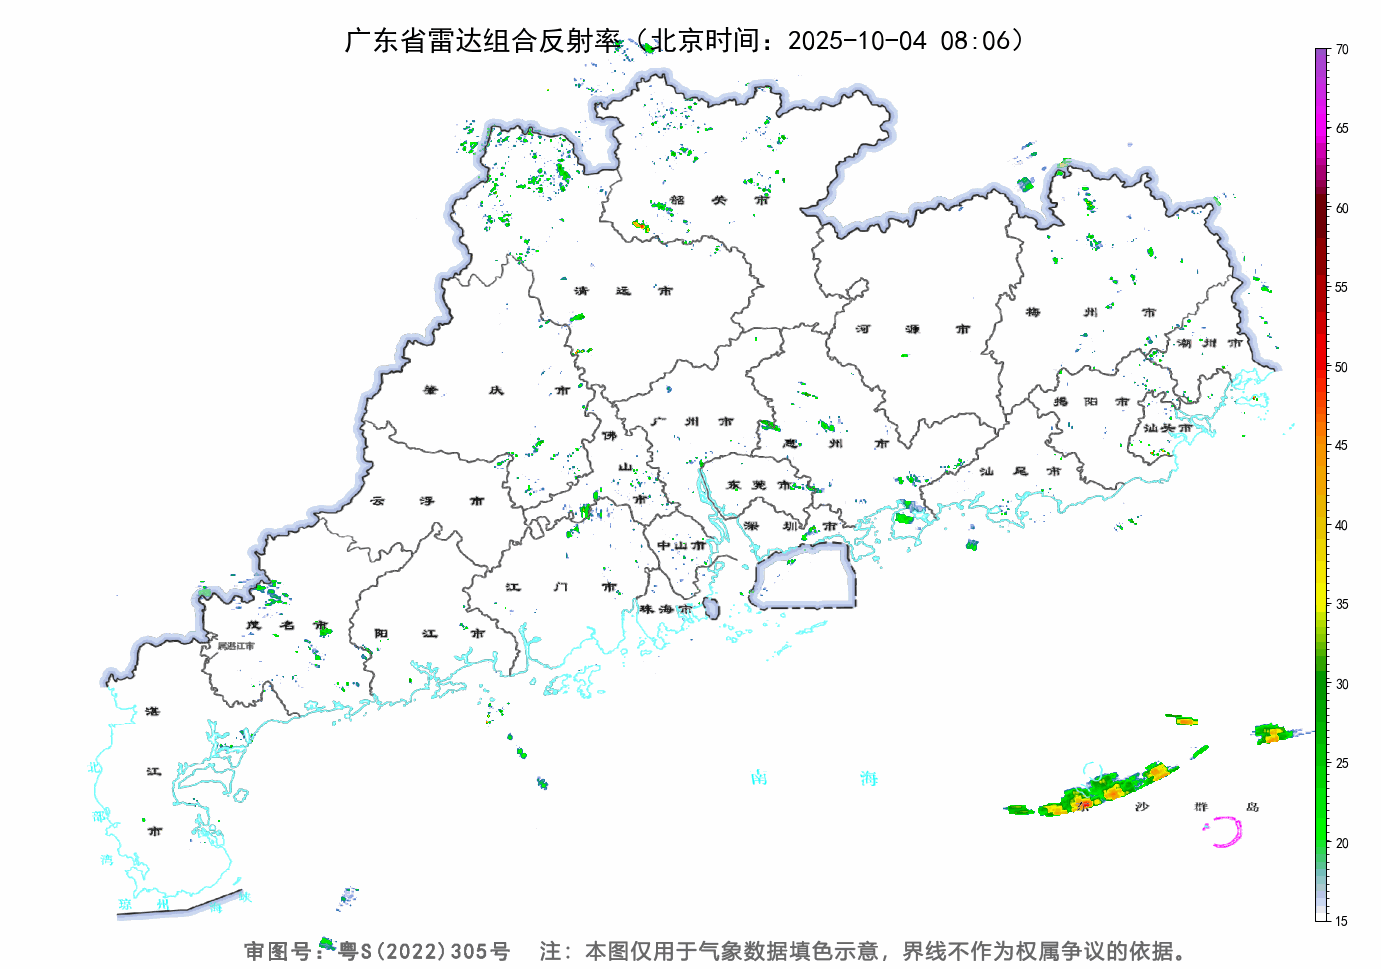 广东省雷达组合反射率（北京时间：2025-10-04 08:06）
70
65
60
55
50
45
40
35
30
25
20
15
韶关市
清远市
河源市
梅州市
潮州市
肇庆市
揭阳市
汕头市
广州市
佛山市
惠州市
汕尾市
云浮市
东莞市
深圳市
中山市
江门市
珠海市
茂名市
阳江市
属湛江市
湛江市
北部湾
南海
东沙群岛
琼州海峡
审图号：粤S(2022)305号 注：本图仅用于气象数据填色示意，界线不作为权属争议的依据。